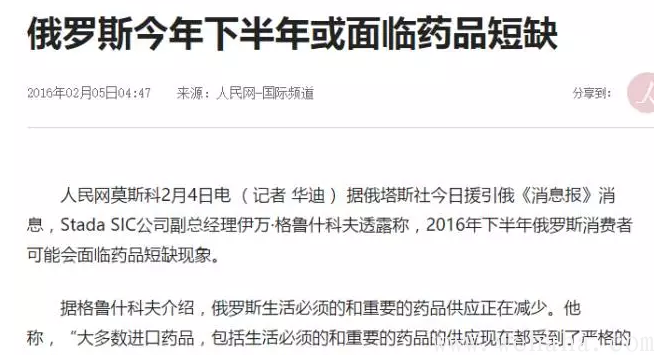 俄罗斯今年下半年或面临药品短缺
2016年02月05日04:47 来源：人民网-国际频道 分享到： 人
人民网莫斯科2月4日电 （ 记者 华迪 ） 据俄塔斯社今日援引俄《消息报》消
息，Stada SIC公司副总经理伊万·格鲁什科夫透露称，2016年下半年俄罗斯消费者
可能会面临药品短缺现象。
据格鲁什科夫介绍，俄罗斯生活必须的和重要的药品供应正在减少。他
称，“大多数进口药品，包括生活必须的和重要的药品的供应现在都受到了严格的